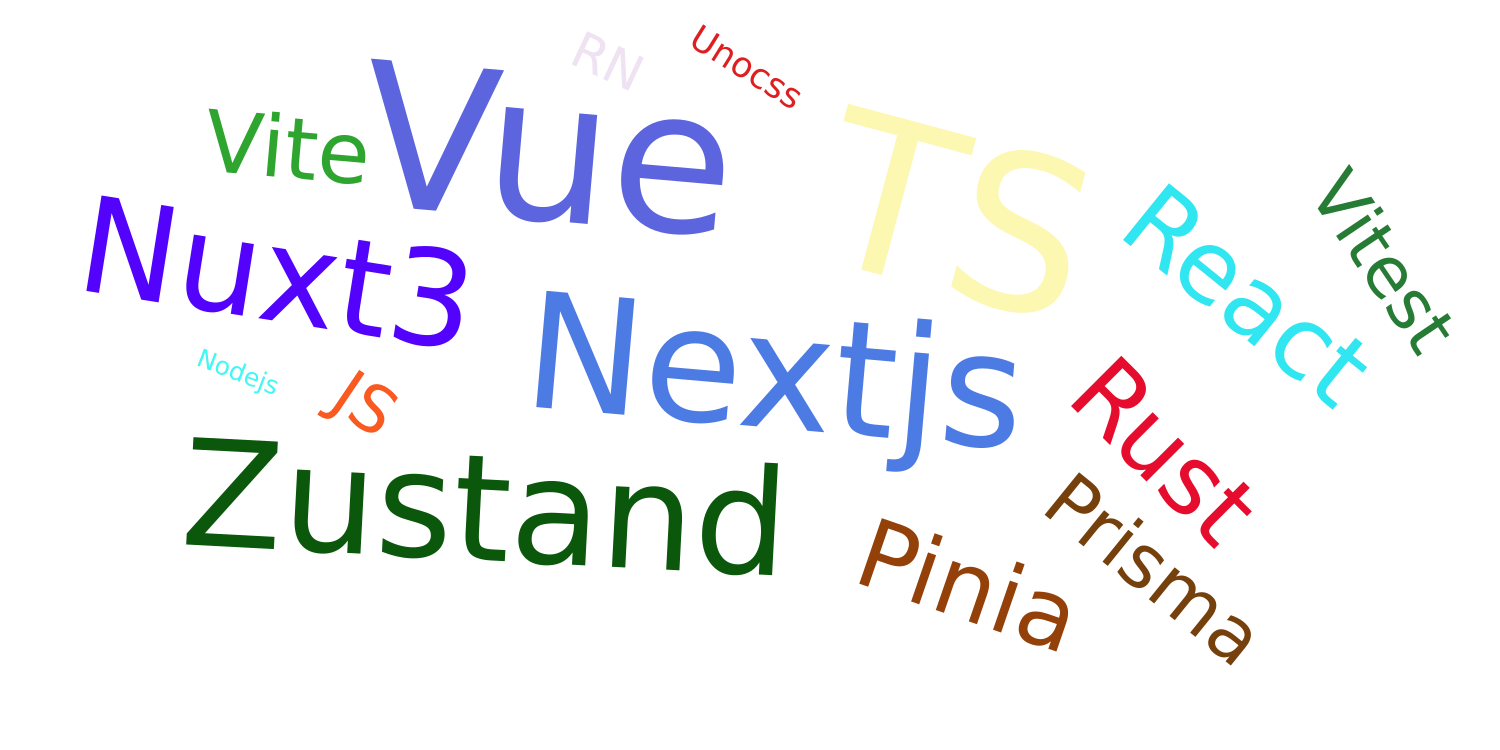 RN
Unocss
Vue
Vite
TS
Vitest
React
Nuxt3
Nextjs
Nodejs
JS
Rust
Zustand
Prisma
Pinia